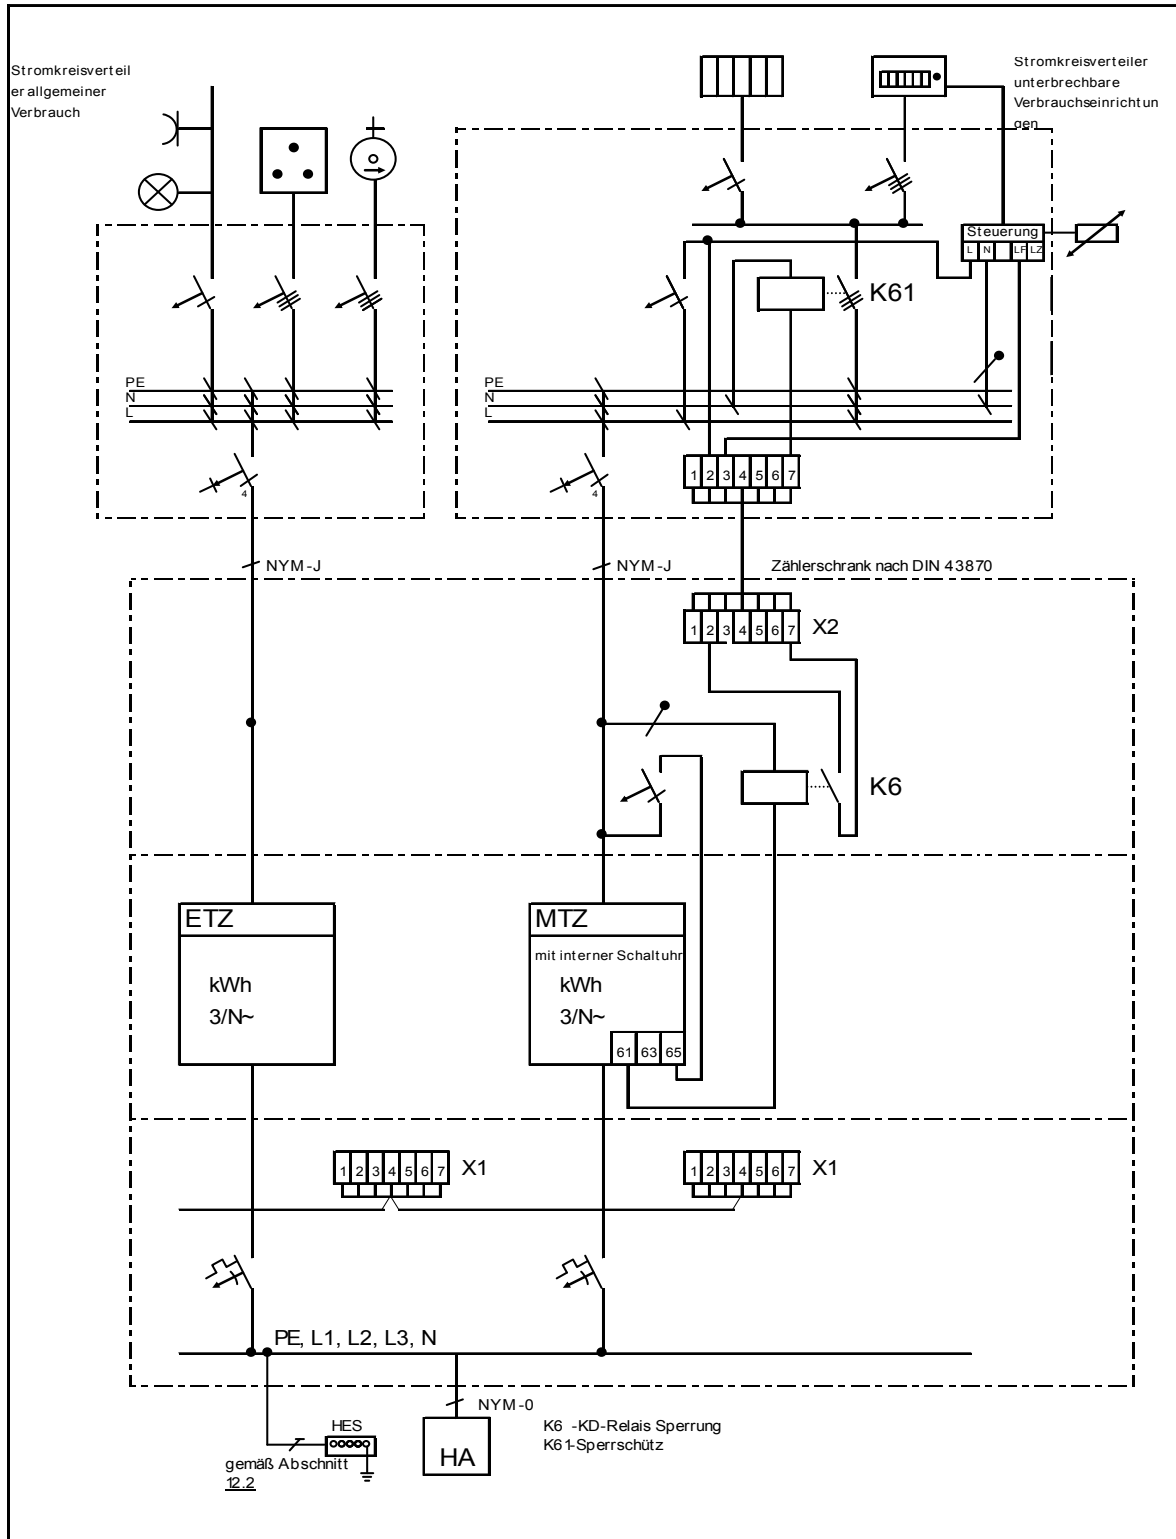 Stromkreisverteil
er allgemeiner
Verbrauch
Stromkreisverteiler
unterbrechbare
Verbrauchseinrichtun
gen
Steuerung
L N LF LZ
K61
PE
N
L
PE
N
L
1 2 3 4 5 6 7
4
4
NYM-J
NYM-J
Zählerschrank nach DIN 43870
1 2 3 4 5 6 7
X2
K6
ETZ
kWh
3/N~
MTZ
mit interner Schaltuhr
kWh
3/N~
61 63 65
1 2 3 4 5 6 7
X1
1 2 3 4 5 6 7
X1
PE, L1, L2, L3, N
NYM-0
HES
HA
gemäß Abschnitt
12.2
K6 -KD-Relais Sperrung
K61-Sperrschütz